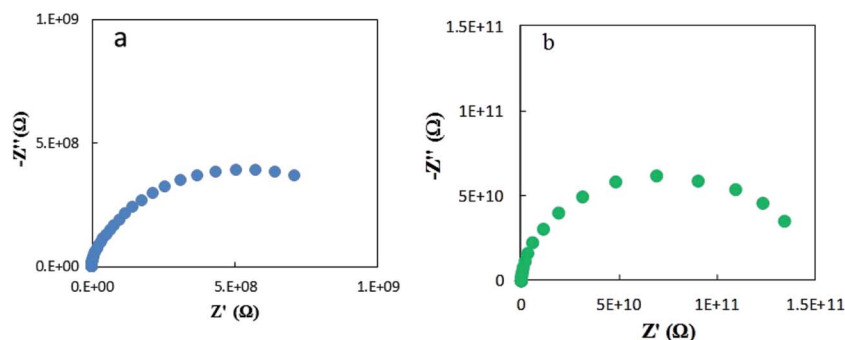 a
1.E+09
5.E+08
0.E+00
-Z''(Ω)
0.E+00
5.E+08
1.E+09
Z' (Ω)
b
1.5E+11
1E+11
5E+10
0
-Z'' (Ω)
0
5E+10
1E+11
1.5E+11
Z' (Ω)